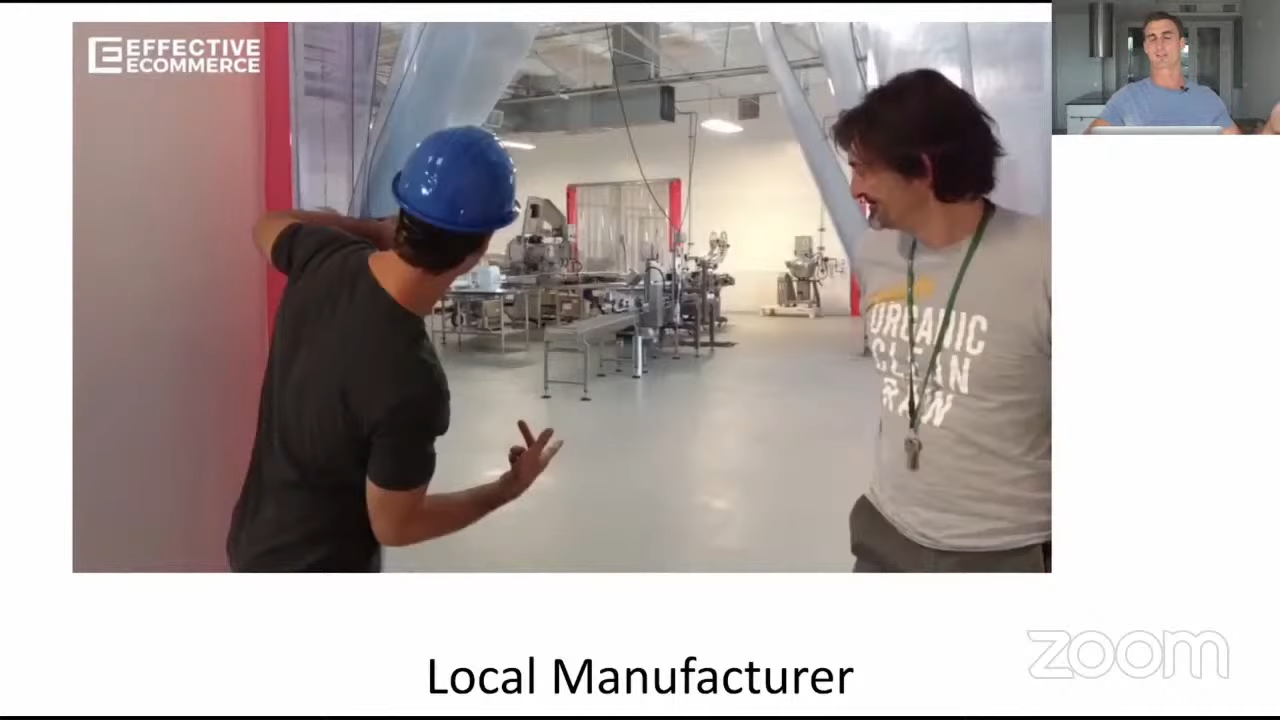 EFFECTIVE
ECOMMERCE
ORGANIC
CLEAN
RAW
Local Manufacturer
zoom